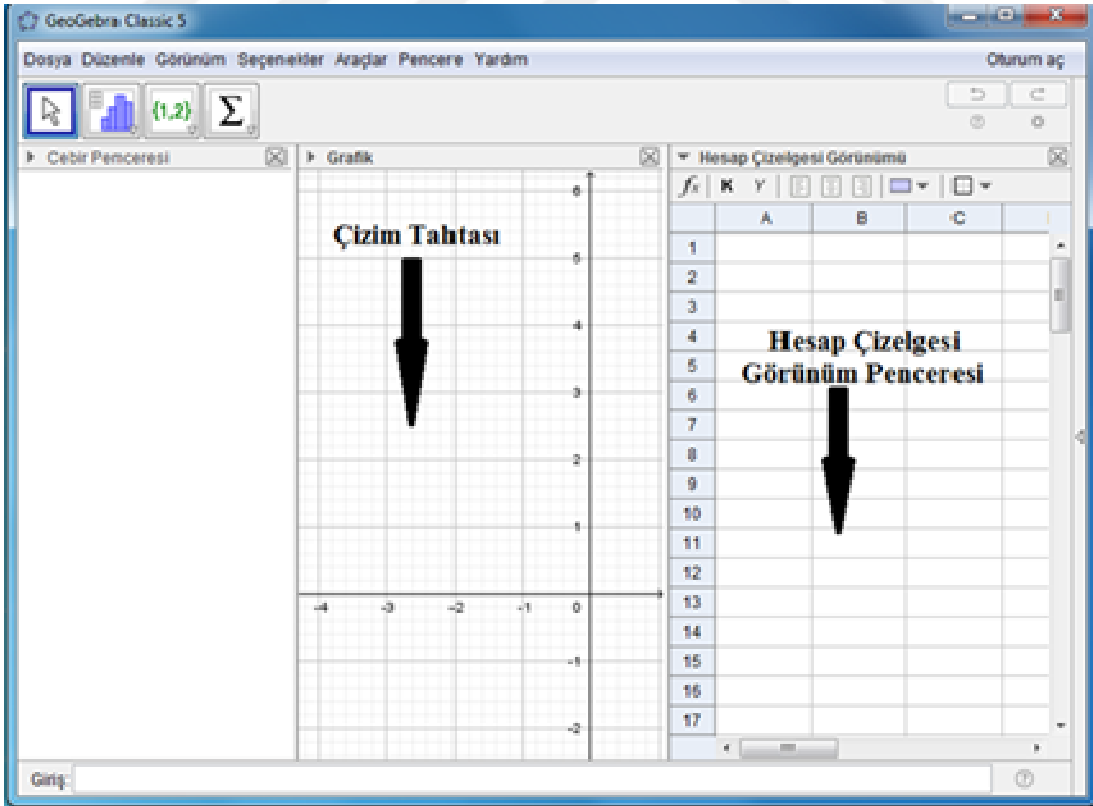 GeoGebra Classic 5
Dosya Düzenle Görünüm Seçenekler Araçlar Pencere Yardım Oturum aç
{1,2} Σ
Cebir Penceresi
Grafik
Hesap Çizelgesi Görünümü
fx K Y
A B C
Çizim Tahtası
Hesap Çizelgesi
Görünüm Penceresi
6
5
4
3
2
1
-4 -3 -2 -1 0
-1
-2
1
2
3
4
5
6
7
8
9
10
11
12
13
14
15
16
17
Giriş: